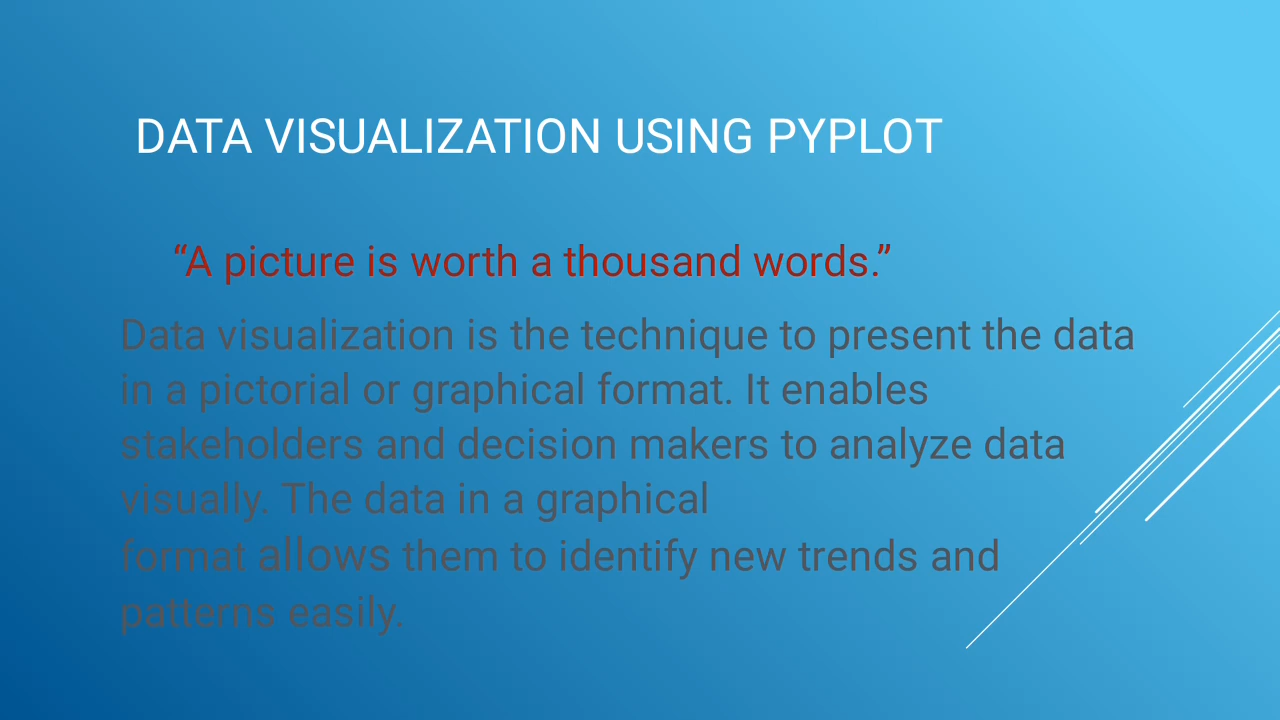 DATA VISUALIZATION USING PYPLOT
“A picture is worth a thousand words.”
Data visualization is the technique to present the data
in a pictorial or graphical format. It enables
stakeholders and decision makers to analyze data
visually. The data in a graphical
format allows them to identify new trends and
patterns easily.